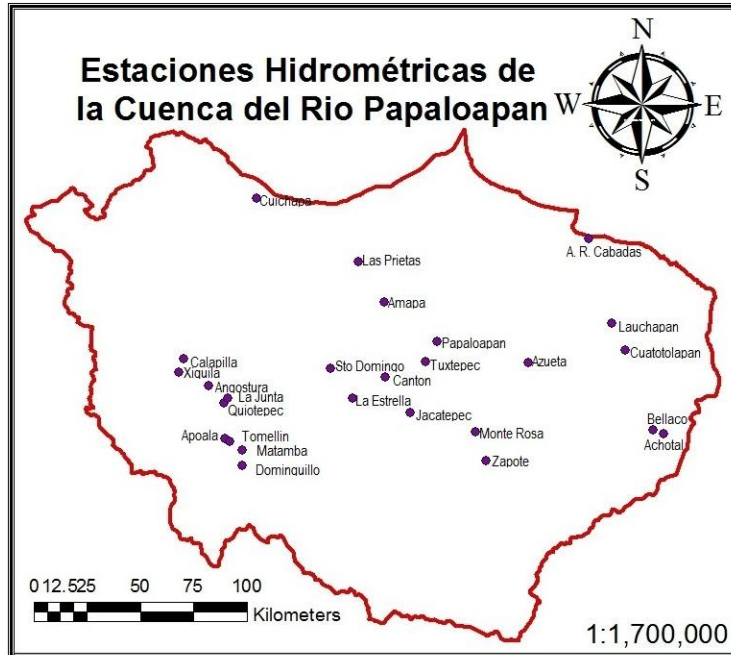 Estaciones Hidrométricas de
la Cuenca del Rio Papaloapan
N
W
E
S
Cuichapa
A. R. Cabadas
Las Prietas
Amapa
Lauchapan
Papaloapan
Cuatotolapan
Calapilla
Xiquila
Sto Domingo
Tuxtepec
Azueta
Canton
Angostura
La Junta
Quiotepec
La Estrella
Jacatepec
Bellaco
Monte Rosa
Achotal
Apoala
Tomellin
Matamba
Zapote
Dominguillo
0 12.525 50 75 100
Kilometers
1:1,700,000